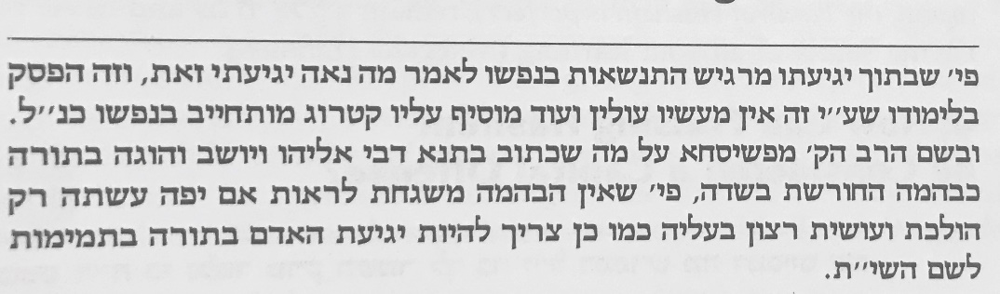 פי׳ שבתוך יגיעתו מרגיש התנשאות בנפשו לאמר מה נאה יגיעתי זאת, וזה הפסק
בלימודו שע׳׳י זה אין מעשיו עולין ועוד מוסיף עליו קטרוג מותחייב בנפשו כנ׳׳ל.
ובשם הרב הק׳ מפשיסחא על מה שכתוב בתנא דבי אליהו ויושב והוגה בתורה
כבהמה החורשת בשדה, פי׳ שאין הבהמה משגחת לראות אם יפה עשתה רק
הולכת ועושית רצון בעליה כמו כן צריך להיות יגיעת האדם בתורה בתמימות
לשם השי׳׳ת.